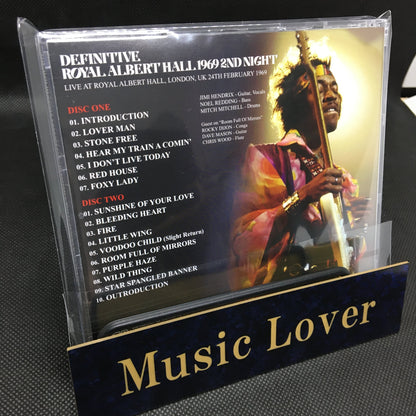 DEFINITIVE
ROYAL ALBERT HALL 1969 2ND NIGHT
LIVE AT ROYAL ALBERT HALL, LONDON, UK 24TH FEBRUARY 1969
JIMI HENDRIX - Guitar, Vocals
NOEL REDDING - Bass
MITCH MITCHELL - Drums
Guest on "Room Full Of Mirrors"
ROCKY DIJON - Conga
DAVE MASON - Guitar
CHRIS WOOD - Flute
DISC ONE
01. INTRODUCTION
02. LOVER MAN
03. STONE FREE
04. HEAR MY TRAIN A COMIN'
05. I DON'T LIVE TODAY
06. RED HOUSE
07. FOXY LADY
DISC TWO
01. SUNSHINE OF YOUR LOVE
02. BLEEDING HEART
03. FIRE
04. LITTLE WING
05. VOODOO CHILD (Slight Return)
06. ROOM FULL OF MIRRORS
07. PURPLE HAZE
08. WILD THING
09. STAR SPANGLED BANNER
10. OUTRODUCTION
Music Lover